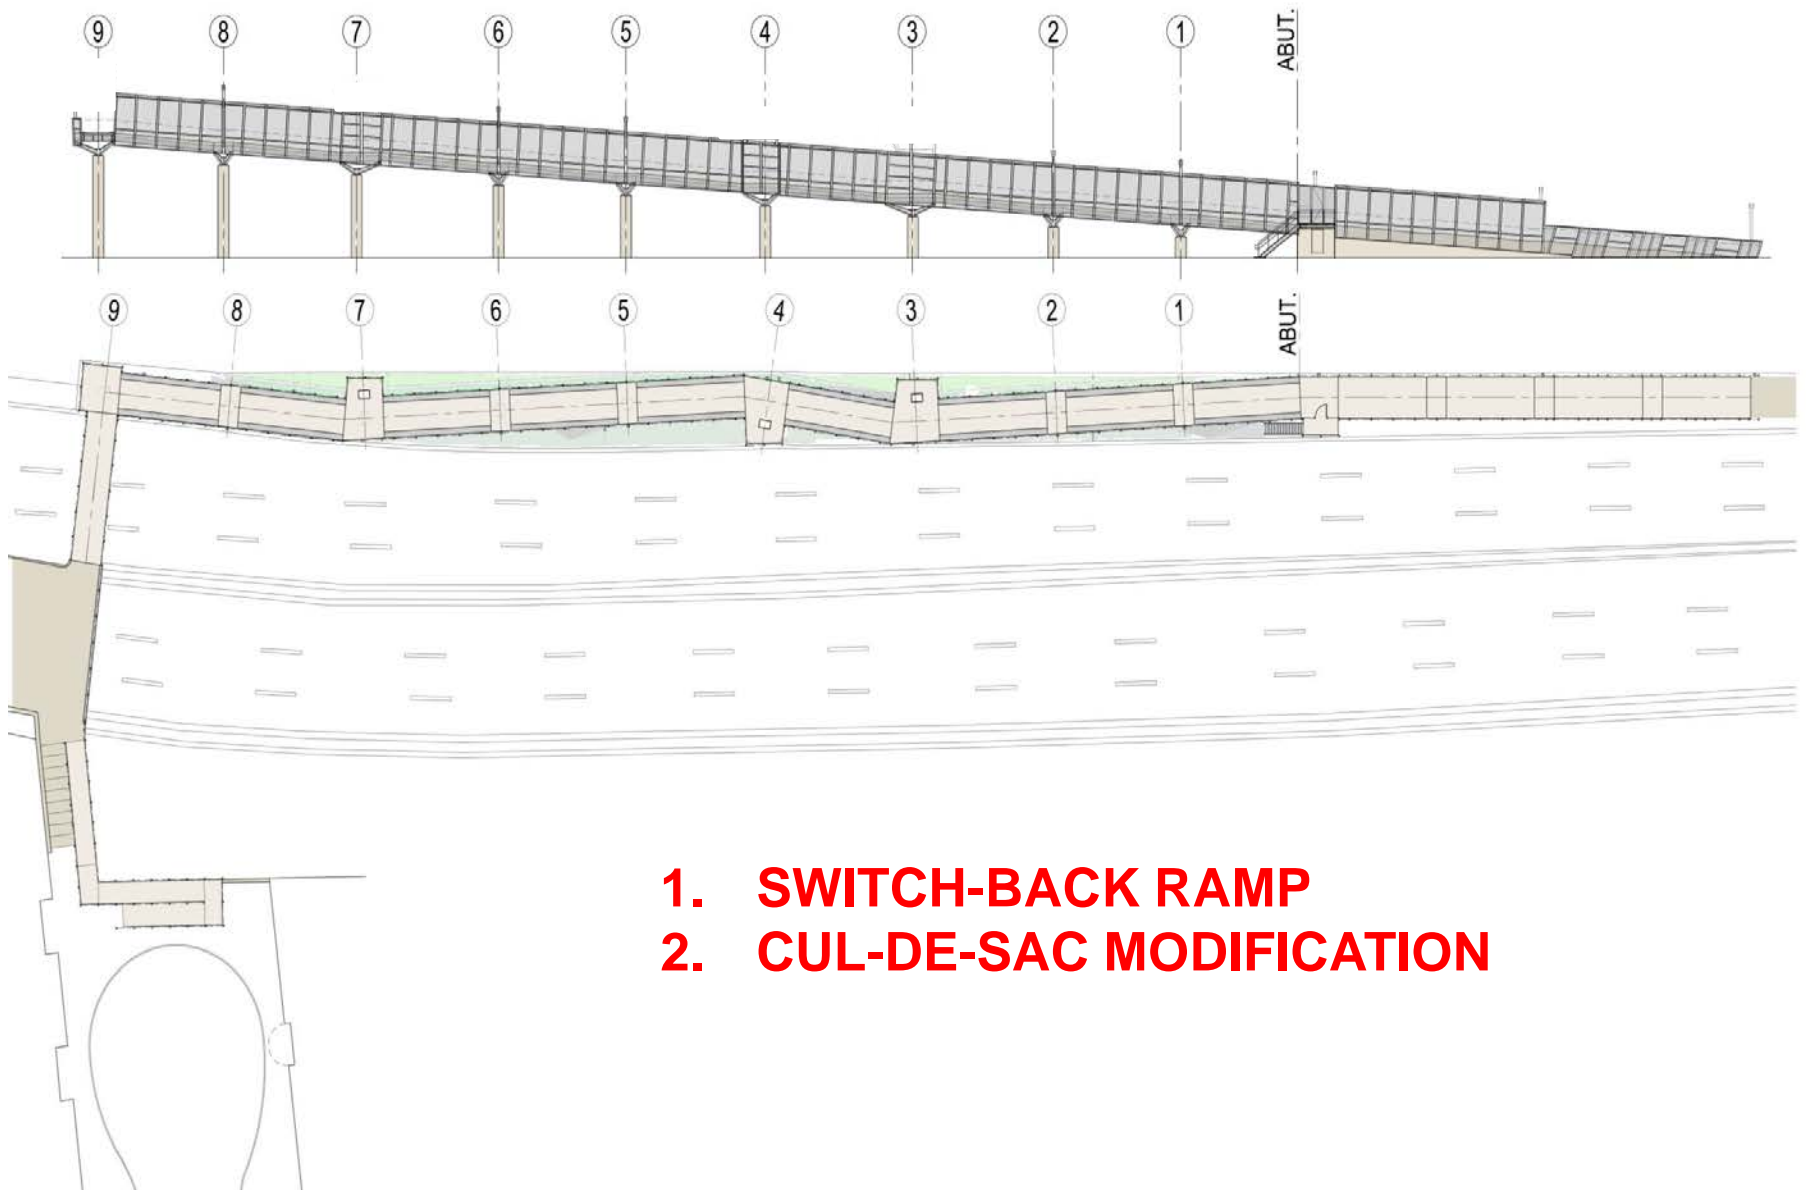 9 8 7 6 5 4 3 2 1 ABUT.
9 8 7 6 5 4 3 2 1 ABUT.
1. SWITCH-BACK RAMP
2. CUL-DE-SAC MODIFICATION